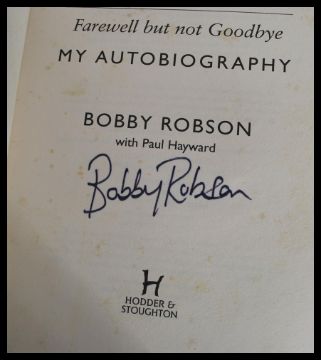 Farewell but not Goodbye
MY AUTOBIOGRAPHY
BOBBY ROBSON
with Paul Hayward
Bobby Robson
H
HODDER &
STOUGHTON